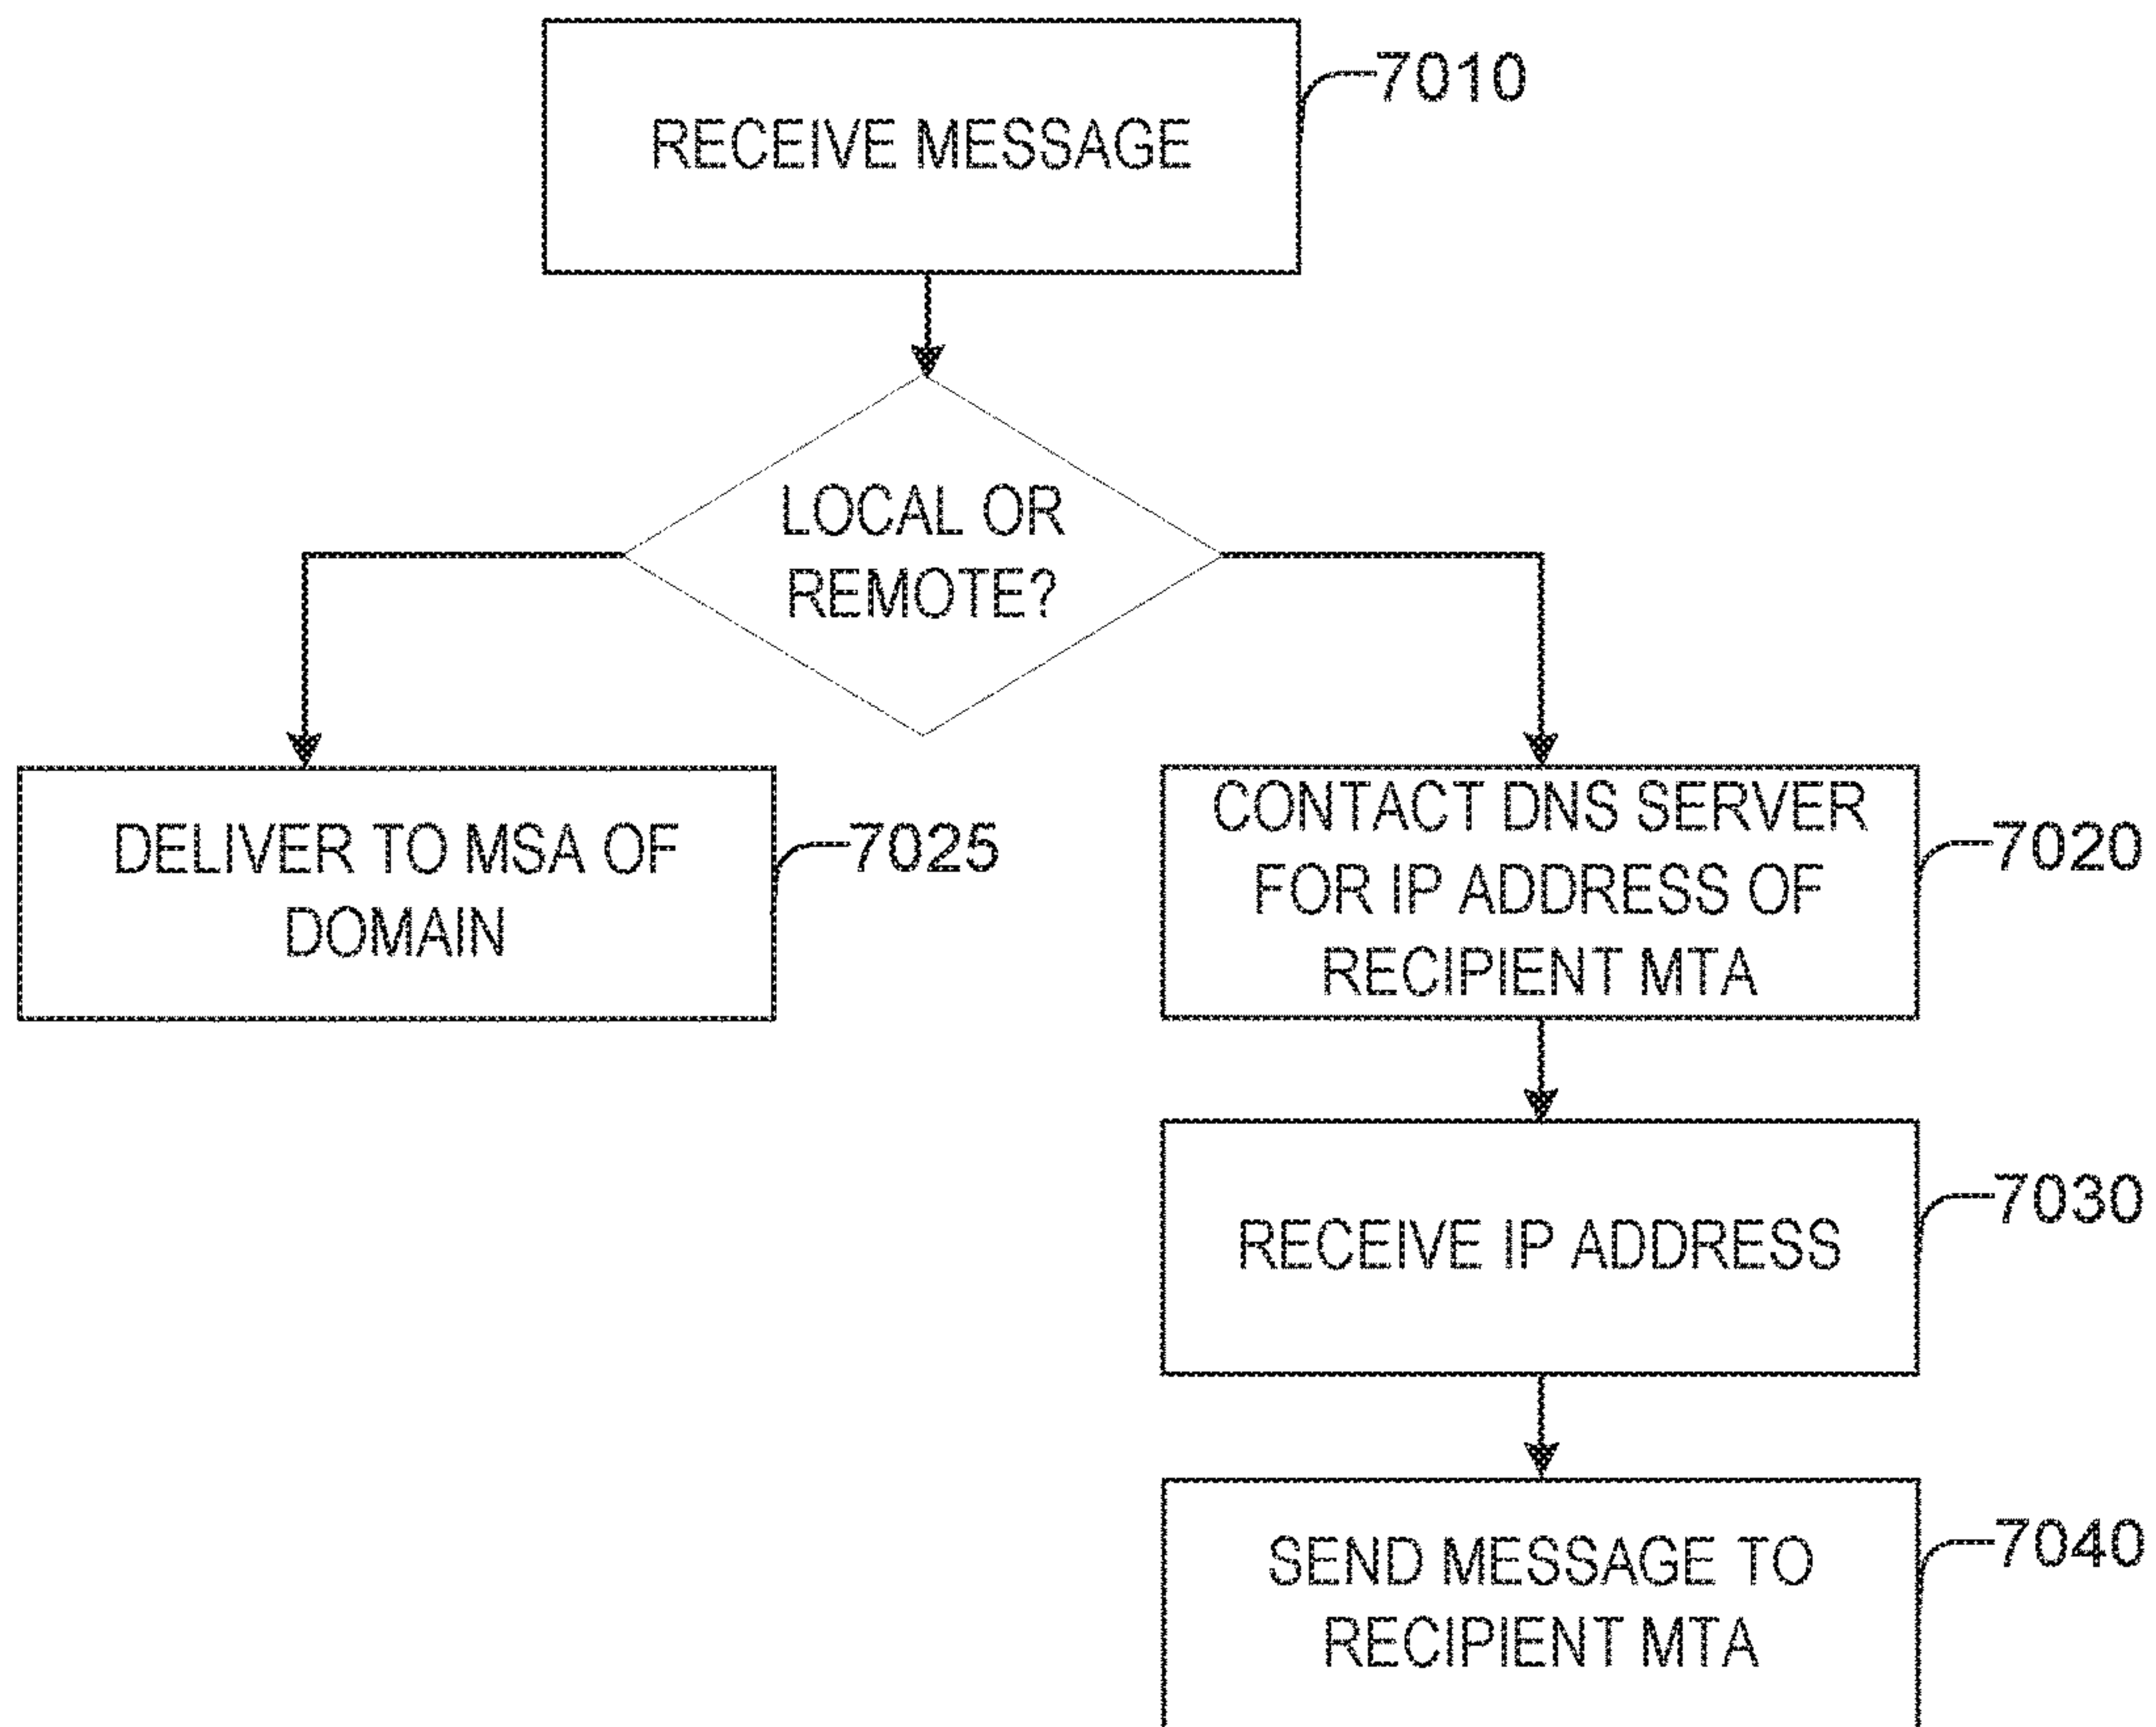 RECEIVE MESSAGE
7010
LOCAL OR
REMOTE?
DELIVER TO MSA OF
DOMAIN
7025
CONTACT DNS SERVER
FOR IP ADDRESS OF
RECIPIENT MTA
7020
RECEIVE IP ADDRESS
7030
SEND MESSAGE TO
RECIPIENT MTA
7040